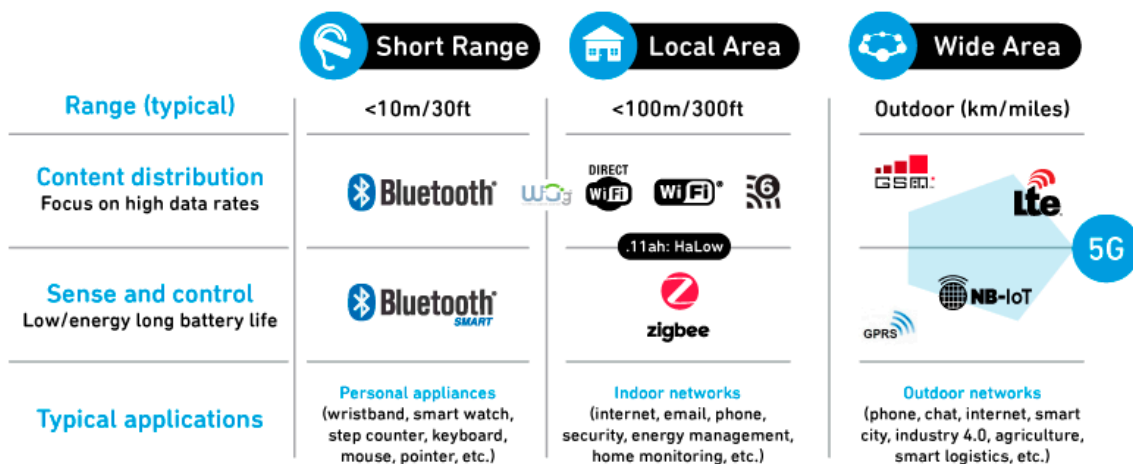 Short Range
Local Area
Wide Area
Range (typical)
<10m/30ft
<100m/300ft
Outdoor (km/miles)
Content distribution
Focus on high data rates
Bluetooth®
DIRECT
WiFi
WiFi®
6
GSM
Lte
5G
.11ah: HaLow
Sense and control
Low/energy long battery life
Bluetooth®
SMART
zigbee
NB-IoT
GPRS
Typical applications
Personal appliances
(wristband, smart watch,
step counter, keyboard,
mouse, pointer, etc.)
Indoor networks
(internet, email, phone,
security, energy management,
home monitoring, etc.)
Outdoor networks
(phone, chat, internet, smart
city, industry 4.0, agriculture,
smart logistics, etc.)